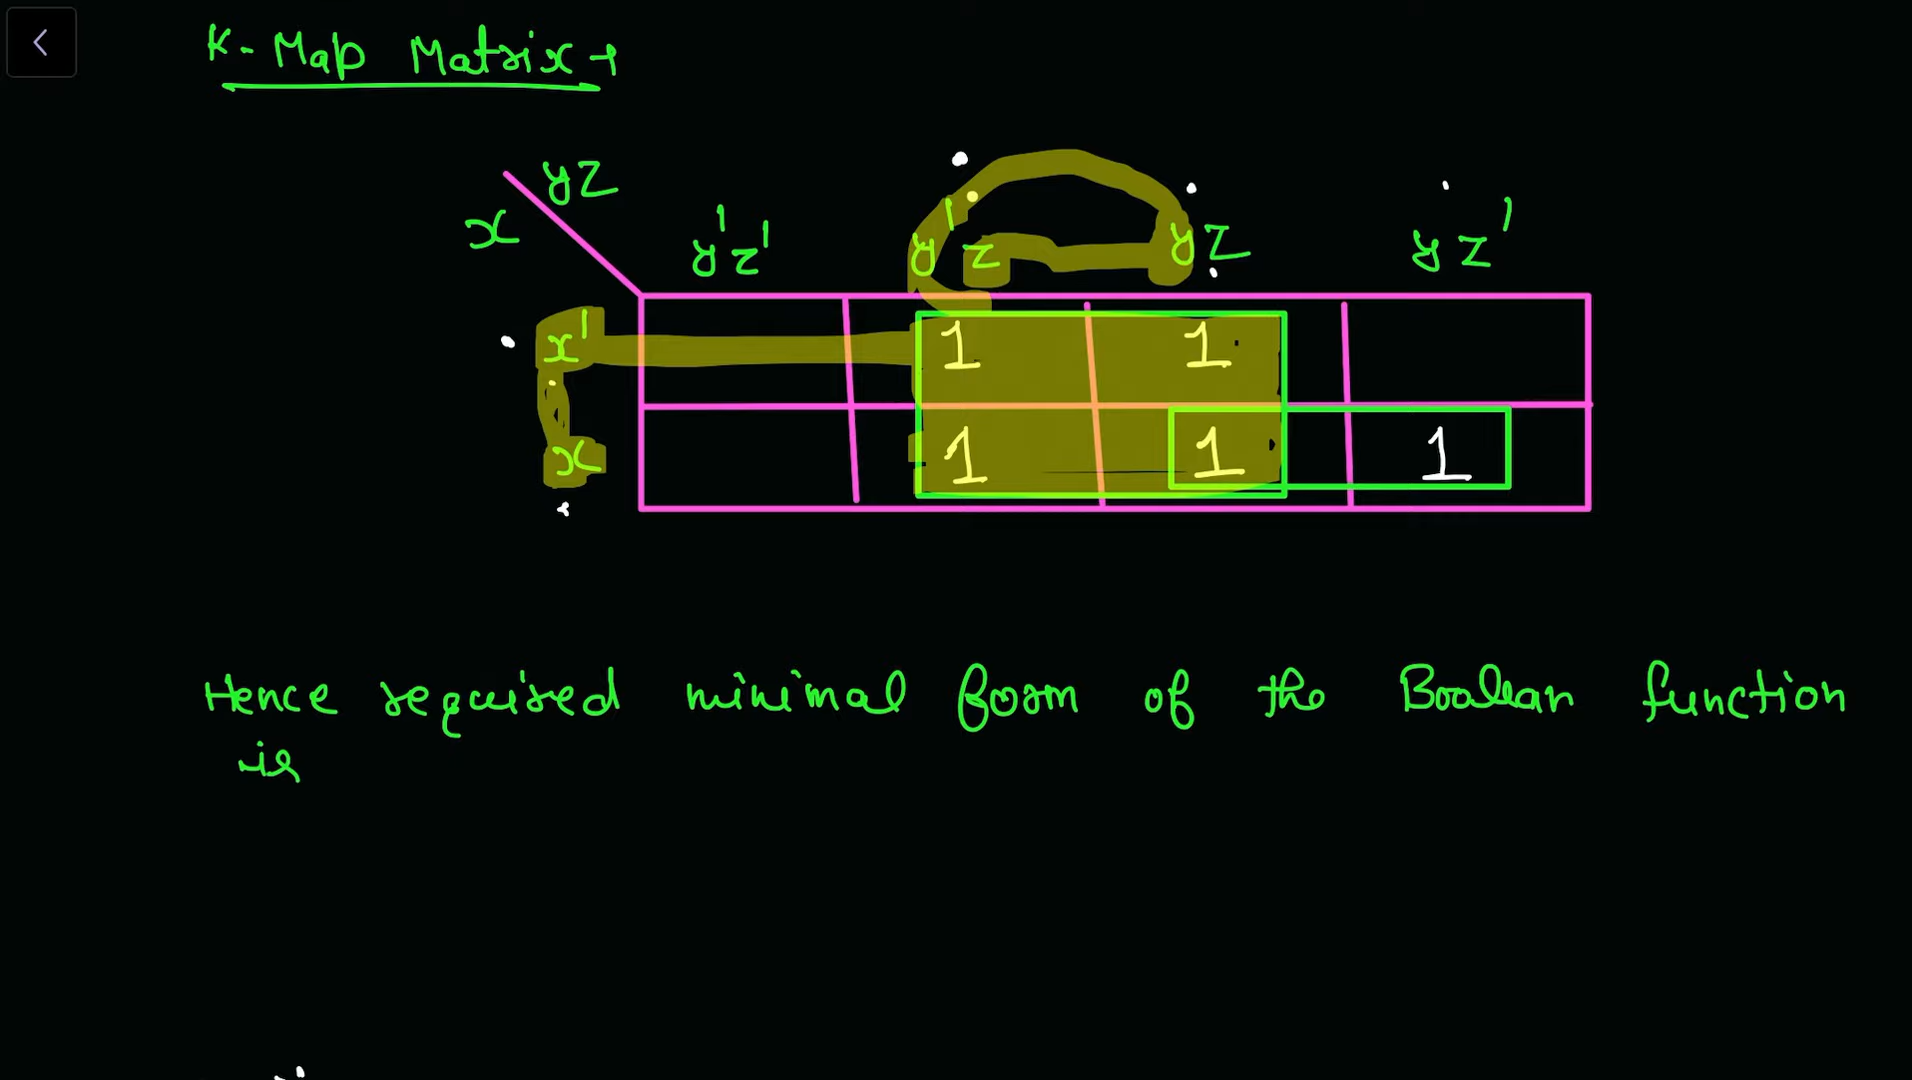 K-Map Matrix→
yz
x
y'z' y'z yz yz'
x' 1 1
x 1 1 1
Hence required minimal form of the Boolean function
is